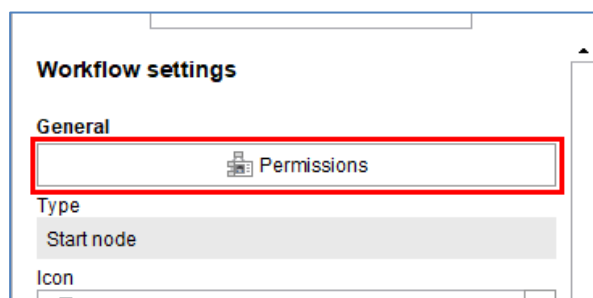 Workflow settings
General
Permissions
Type
Start node
Icon